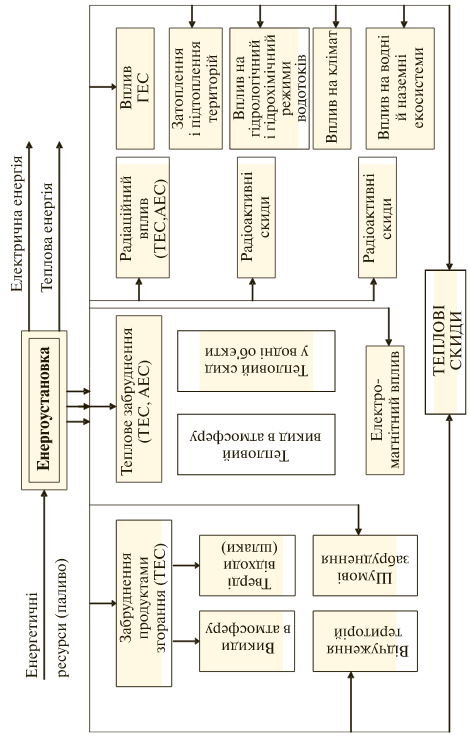 Енергетичні
ресурси (паливо)
Енергоустановка
Електрична енергія
Теплова енергія
Забруднення
продуктами
згорання (ТЕС)
Викиди
в атмосферу
Тверді
відходи
(шлаки)
Відчуження
територій
Шумові
забруднення
Теплове забруднення
(ТЕС, АЕС)
Тепловий
викид в атмосферу
Тепловий скид
у водні об'єкти
Електро-
магнітний вплив
Радіаційний
вплив
(ТЕС,АЕС)
Радіоактивні
скиди
Радіоактивні
скиди
Вплив
ГЕС
Затоплення
і підтоплення
територій
Вплив на
гідрологічний
і гідрохімічний
режими
водотоків
Вплив на клімат
Вплив на водні
й наземні
екосистеми
ТЕПЛОВІ
СКИДИ